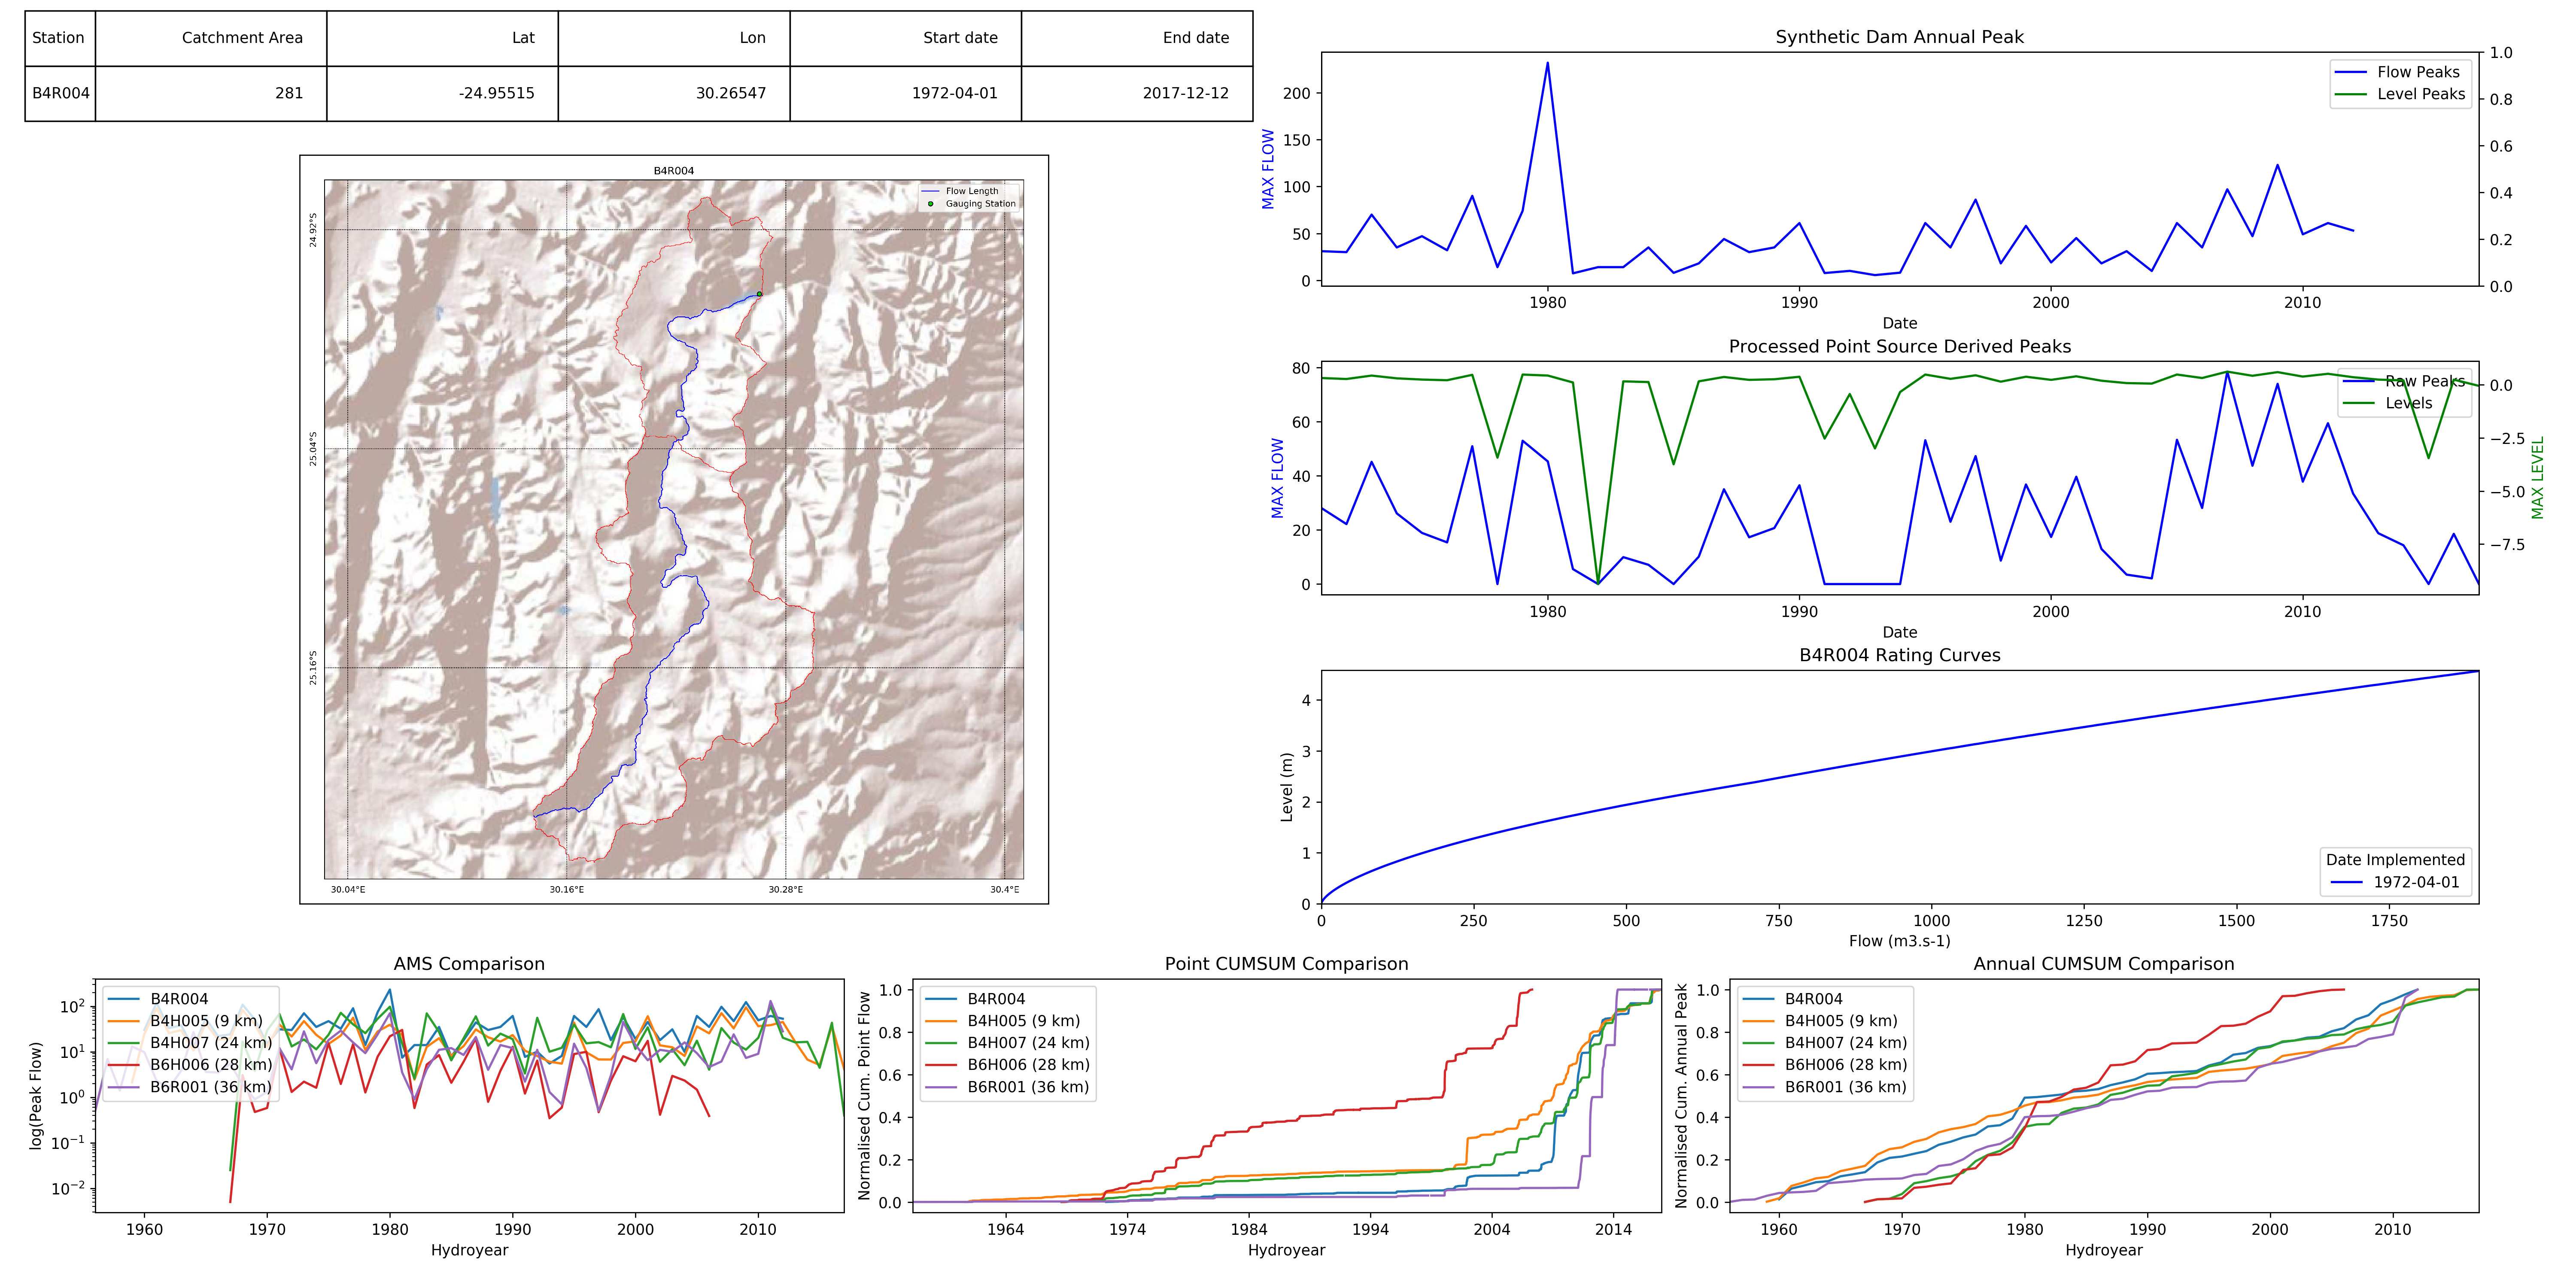 Station Catchment Area Lat Lon Start date End date
B4R004 281 -24.95515 30.26547 1972-04-01 2017-12-12
B4R004
Flow Length
Gauging Station
24.92°S
25.04°S
25.16°S
30.04°E 30.16°E 30.28°E 30.4°E
Synthetic Dam Annual Peak
MAX FLOW
200
150
100
50
0
1.0
0.8
0.6
0.4
0.2
0.0
Flow Peaks
Level Peaks
1980 1990 2000 2010
Date
Processed Point Source Derived Peaks
MAX FLOW
80
60
40
20
0
0.0
−2.5
−5.0
−7.5
MAX LEVEL
Raw Peaks
Levels
1980 1990 2000 2010
Date
B4R004 Rating Curves
Level (m)
4
3
2
1
0
Date Implemented
1972-04-01
0 250 500 750 1000 1250 1500 1750
Flow (m3.s-1)
AMS Comparison
log(Peak Flow)
10²
10¹
10⁰
10⁻¹
10⁻²
B4R004
B4H005 (9 km)
B4H007 (24 km)
B6H006 (28 km)
B6R001 (36 km)
1960 1970 1980 1990 2000 2010
Hydroyear
Point CUMSUM Comparison
Normalised Cum. Point Flow
1.0
0.8
0.6
0.4
0.2
0.0
B4R004
B4H005 (9 km)
B4H007 (24 km)
B6H006 (28 km)
B6R001 (36 km)
1964 1974 1984 1994 2004 2014
Hydroyear
Annual CUMSUM Comparison
Normalised Cum. Annual Peak
1.0
0.8
0.6
0.4
0.2
0.0
B4R004
B4H005 (9 km)
B4H007 (24 km)
B6H006 (28 km)
B6R001 (36 km)
1960 1970 1980 1990 2000 2010
Hydroyear